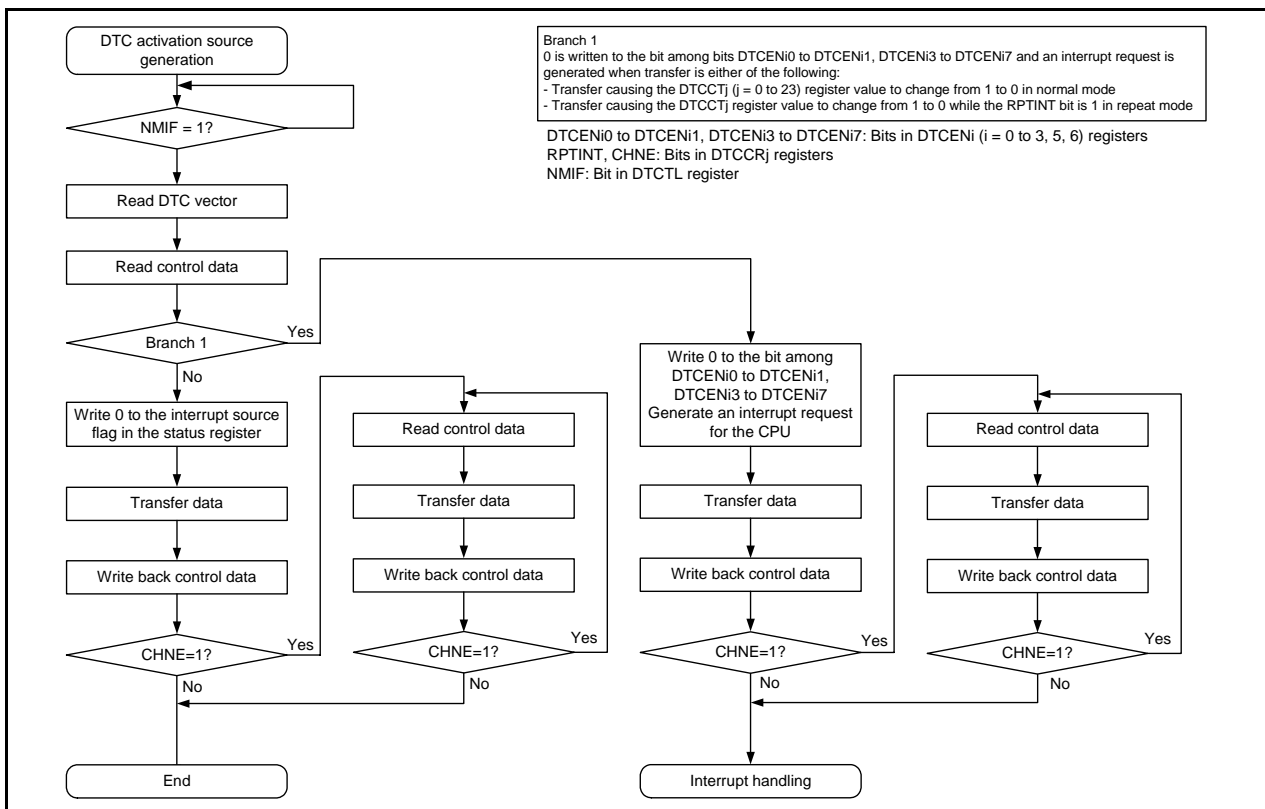 DTC activation source
generation
NMIF = 1?
Read DTC vector
Read control data
Branch 1
Yes
No
Write 0 to the interrupt source
flag in the status register
Transfer data
Write back control data
CHNE=1?
Yes
No
End
Read control data
Transfer data
Write back control data
CHNE=1?
Yes
No
Branch 1
0 is written to the bit among bits DTCENi0 to DTCENi1, DTCENi3 to DTCENi7 and an interrupt request is
generated when transfer is either of the following:
- Transfer causing the DTCCTj (j = 0 to 23) register value to change from 1 to 0 in normal mode
- Transfer causing the DTCCTj register value to change from 1 to 0 while the RPTINT bit is 1 in repeat mode
DTCENi0 to DTCENi1, DTCENi3 to DTCENi7: Bits in DTCENi (i = 0 to 3, 5, 6) registers
RPTINT, CHNE: Bits in DTCCRj registers
NMIF: Bit in DTCTL register
Write 0 to the bit among
DTCENi0 to DTCENi1,
DTCENi3 to DTCENi7
Generate an interrupt request
for the CPU
Transfer data
Write back control data
CHNE=1?
Yes
No
Interrupt handling
Read control data
Transfer data
Write back control data
CHNE=1?
Yes
No